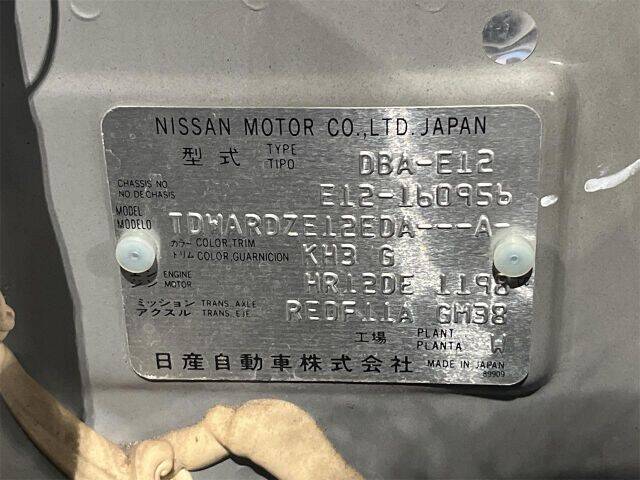 NISSAN MOTOR CO.,LTD. JAPAN
型式 TYPE TIPO DBA-E12
CHASSIS NO NO.DE CHASIS E12-160956
MODEL MODELO TDWARDZE12EDA---A-
カラー COLOR,TRIM
トリム COLOR,GUARNICION KH3 G
エンジン ENGINE MOTOR HR12DE 1198
ミッション TRANS. AXLE
アクスル TRANS. EJE REOF11A GM38
工場 PLANT PLANTA W
日産自動車株式会社 MADE IN JAPAN
89909